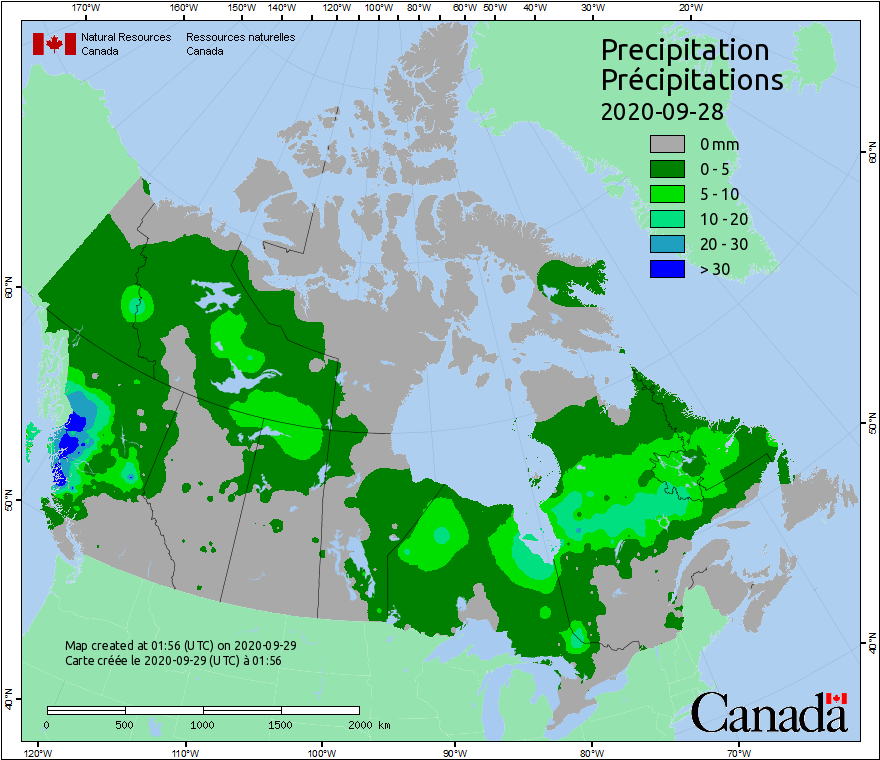 170°W 160°W 150°W 140°W 130°W 120°W 110°W 100°W 90°W 80°W 70°W 60°W 50°W 40°W 30°W 20°W
Natural Resources Ressources naturelles
Canada Canada
Precipitation
Précipitations
2020-09-28
0 mm
0 - 5
5 - 10
10 - 20
20 - 30
> 30
60°N
50°N
40°N
60°N
50°N
40°N
Map created at 01:56 (UTC) on 2020-09-29
Carte créée le 2020-09-29 (UTC) à 01:56
0 500 1000 1500 2000 km
Canada
120°W 110°W 100°W 90°W 80°W 70°W